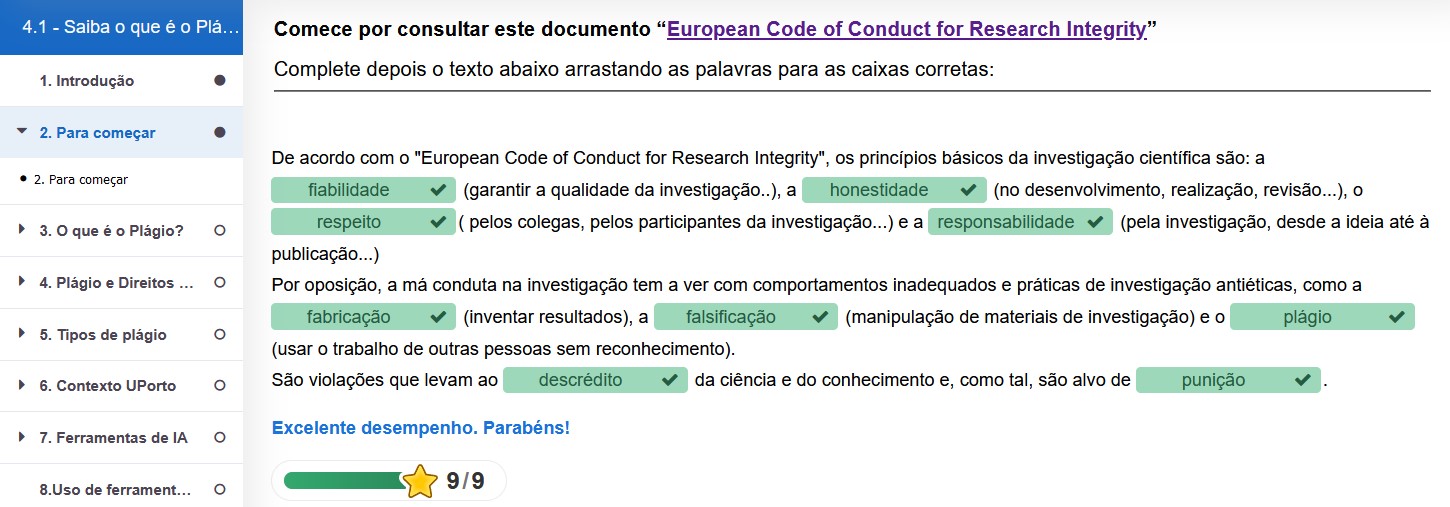 4.1 - Saiba o que é o Plá...
1. Introdução
2. Para começar
2. Para começar
3. O que é o Plágio?
4. Plágio e Direitos ...
5. Tipos de plágio
6. Contexto UPorto
7. Ferramentas de IA
8.Uso de ferrament...
Comece por consultar este documento “European Code of Conduct for Research Integrity”
Complete depois o texto abaixo arrastando as palavras para as caixas corretas:
De acordo com o "European Code of Conduct for Research Integrity", os princípios básicos da investigação científica são: a
fiabilidade (garantir a qualidade da investigação..), a honestidade (no desenvolvimento, realização, revisão...), o
respeito ( pelos colegas, pelos participantes da investigação...) e a responsabilidade (pela investigação, desde a ideia até à
publicação...)
Por oposição, a má conduta na investigação tem a ver com comportamentos inadequados e práticas de investigação antiéticas, como a
fabricação (inventar resultados), a falsificação (manipulação de materiais de investigação) e o plágio
(usar o trabalho de outras pessoas sem reconhecimento).
São violações que levam ao descrédito da ciência e do conhecimento e, como tal, são alvo de punição .
Excelente desempenho. Parabéns!
9/9